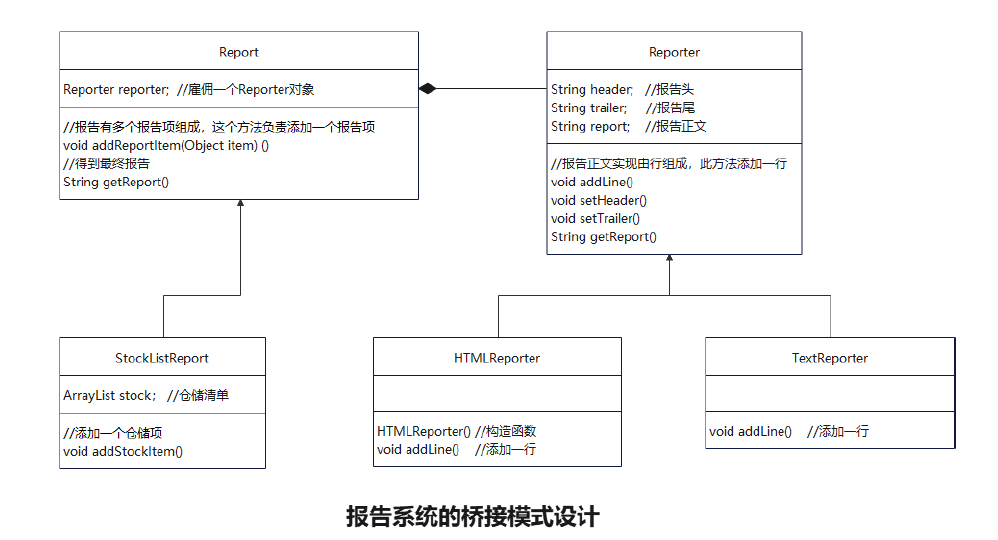 Report
Reporter reporter;  //雇佣一个Reporter对象
//报告有多个报告项组成，这个方法负责添加一个报告项
void addReportItem(Object item) ()
//得到最终报告
String getReport()
Reporter
String header;   //报告头
String trailer;     //报告尾
String report;    //报告正文
//报告正文实现由行组成，此方法添加一行
void addLine()
void setHeader()
void setTrailer()
String getReport()
StockListReport
ArrayList stock；  //仓储清单
//添加一个仓储项
void addStockItem()
HTMLReporter
HTMLReporter() //构造函数
void addLine()    //添加一行
TextReporter
void addLine()    //添加一行
报告系统的桥接模式设计